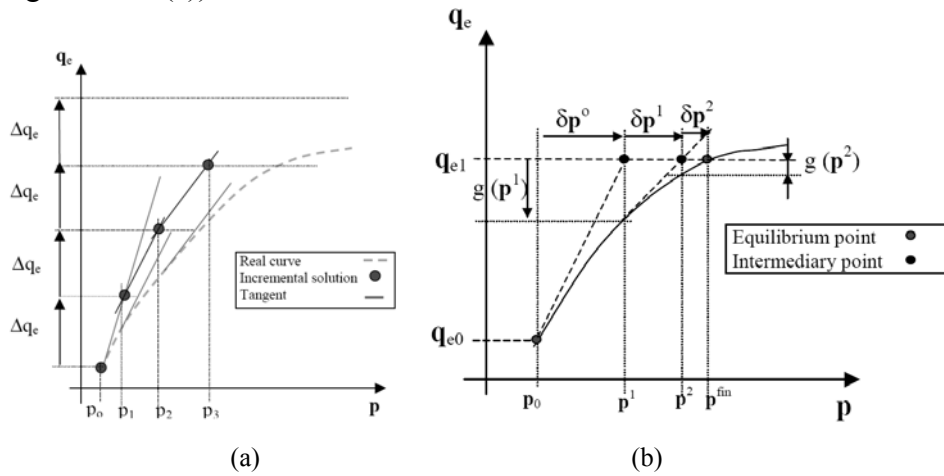 qₑ
Δqₑ
Δqₑ
Δqₑ
Δqₑ
Real curve
Incremental solution
Tangent
pₒ p₁ p₂ p₃ p
(a)
qₑ
δpᵒ δp¹ δp²
qₑ₁
g (p¹)
g (p²)
Equilibrium point
Intermediary point
qₑ₀
p₀ p¹ p² pᶠⁱⁿ p
(b)